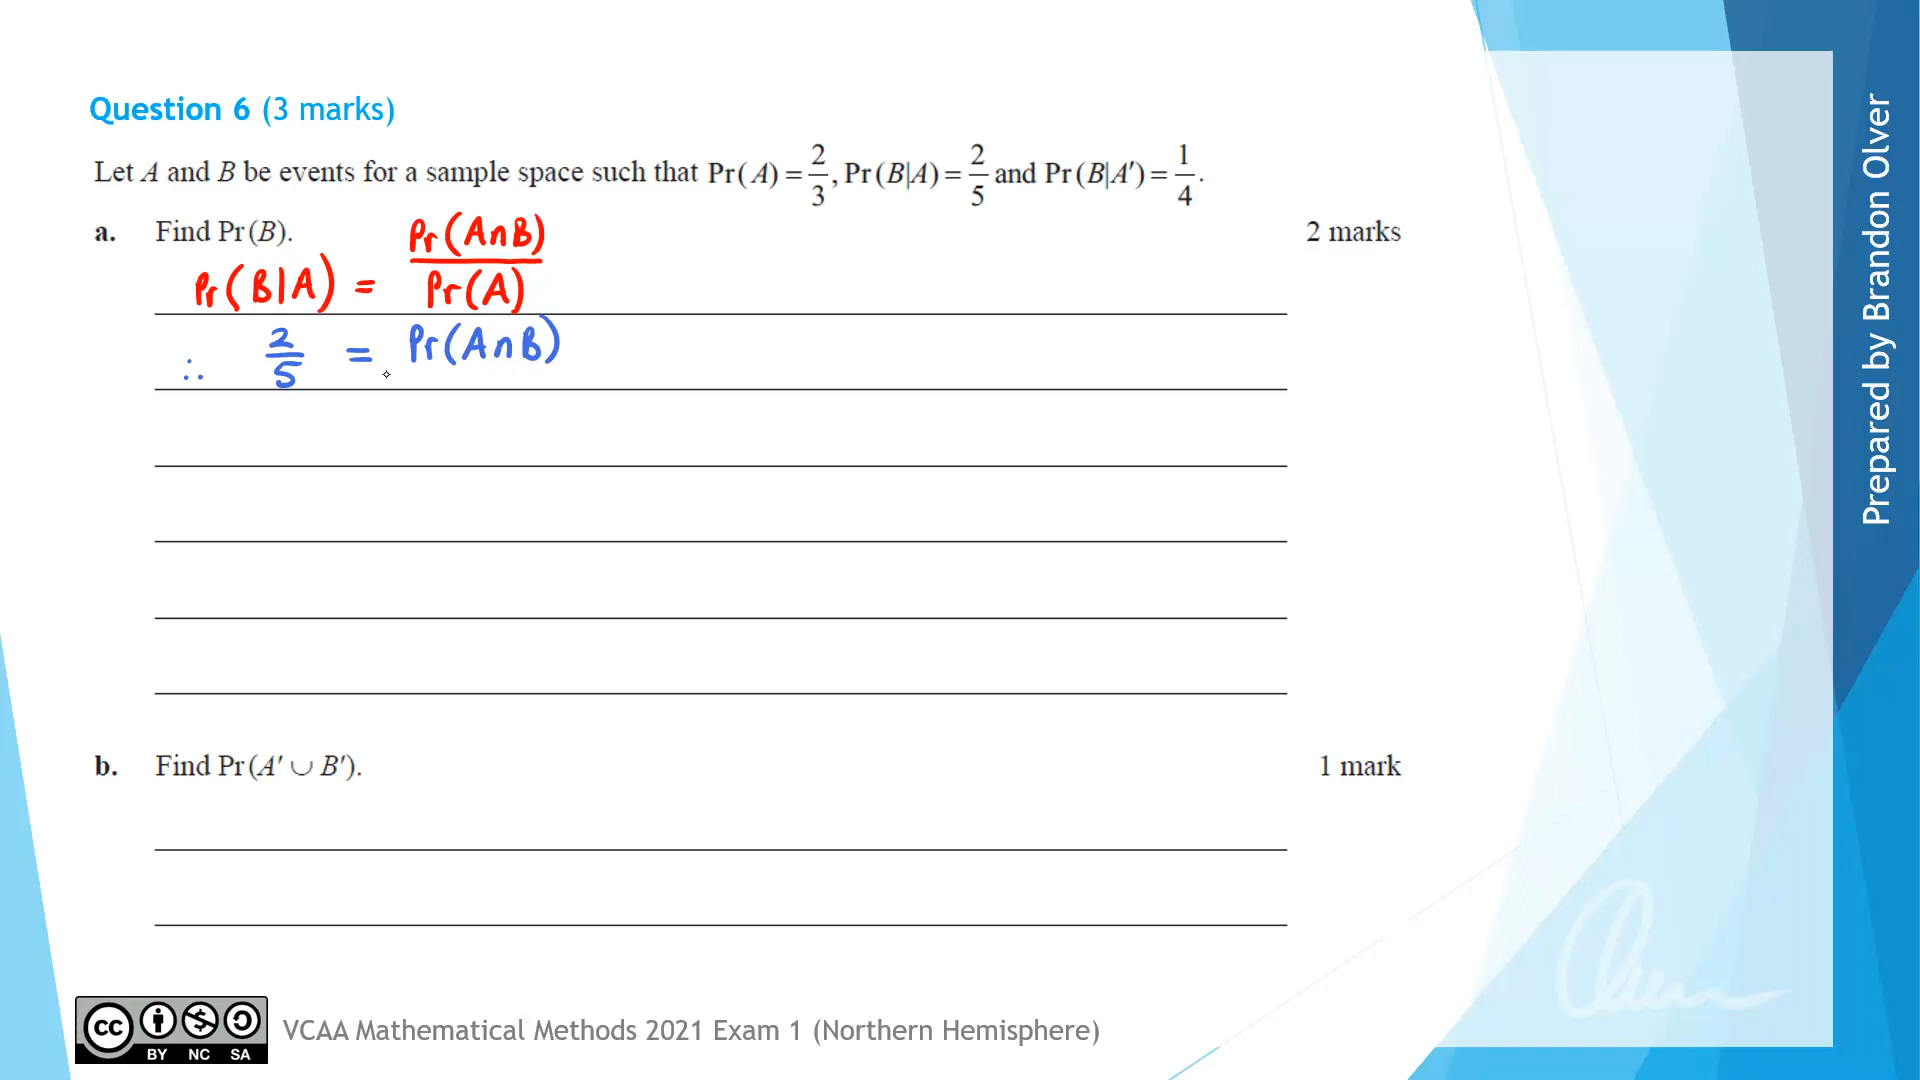 Question 6 (3 marks)
Let A and B be events for a sample space such that Pr(A) = 2/3, Pr(B|A) = 2/5 and Pr(B|A′) = 1/4.
a. Find Pr(B). 2 marks
Pr(B|A) = Pr(A∩B)/Pr(A)
∴ 2/5 = Pr(A∩B)
b. Find Pr(A′ ∪ B′). 1 mark
cc BY NC SA
VCAA Mathematical Methods 2021 Exam 1 (Northern Hemisphere)
Prepared by Brandon Olver